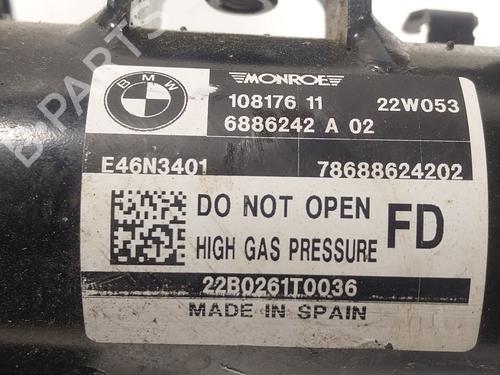 BMW
MONROE
108176 11 22W053
6886242 A 02
E46N3401 78688624202
DO NOT OPEN FD
HIGH GAS PRESSURE
22B0261T0036
MADE IN SPAIN
B-PARTS